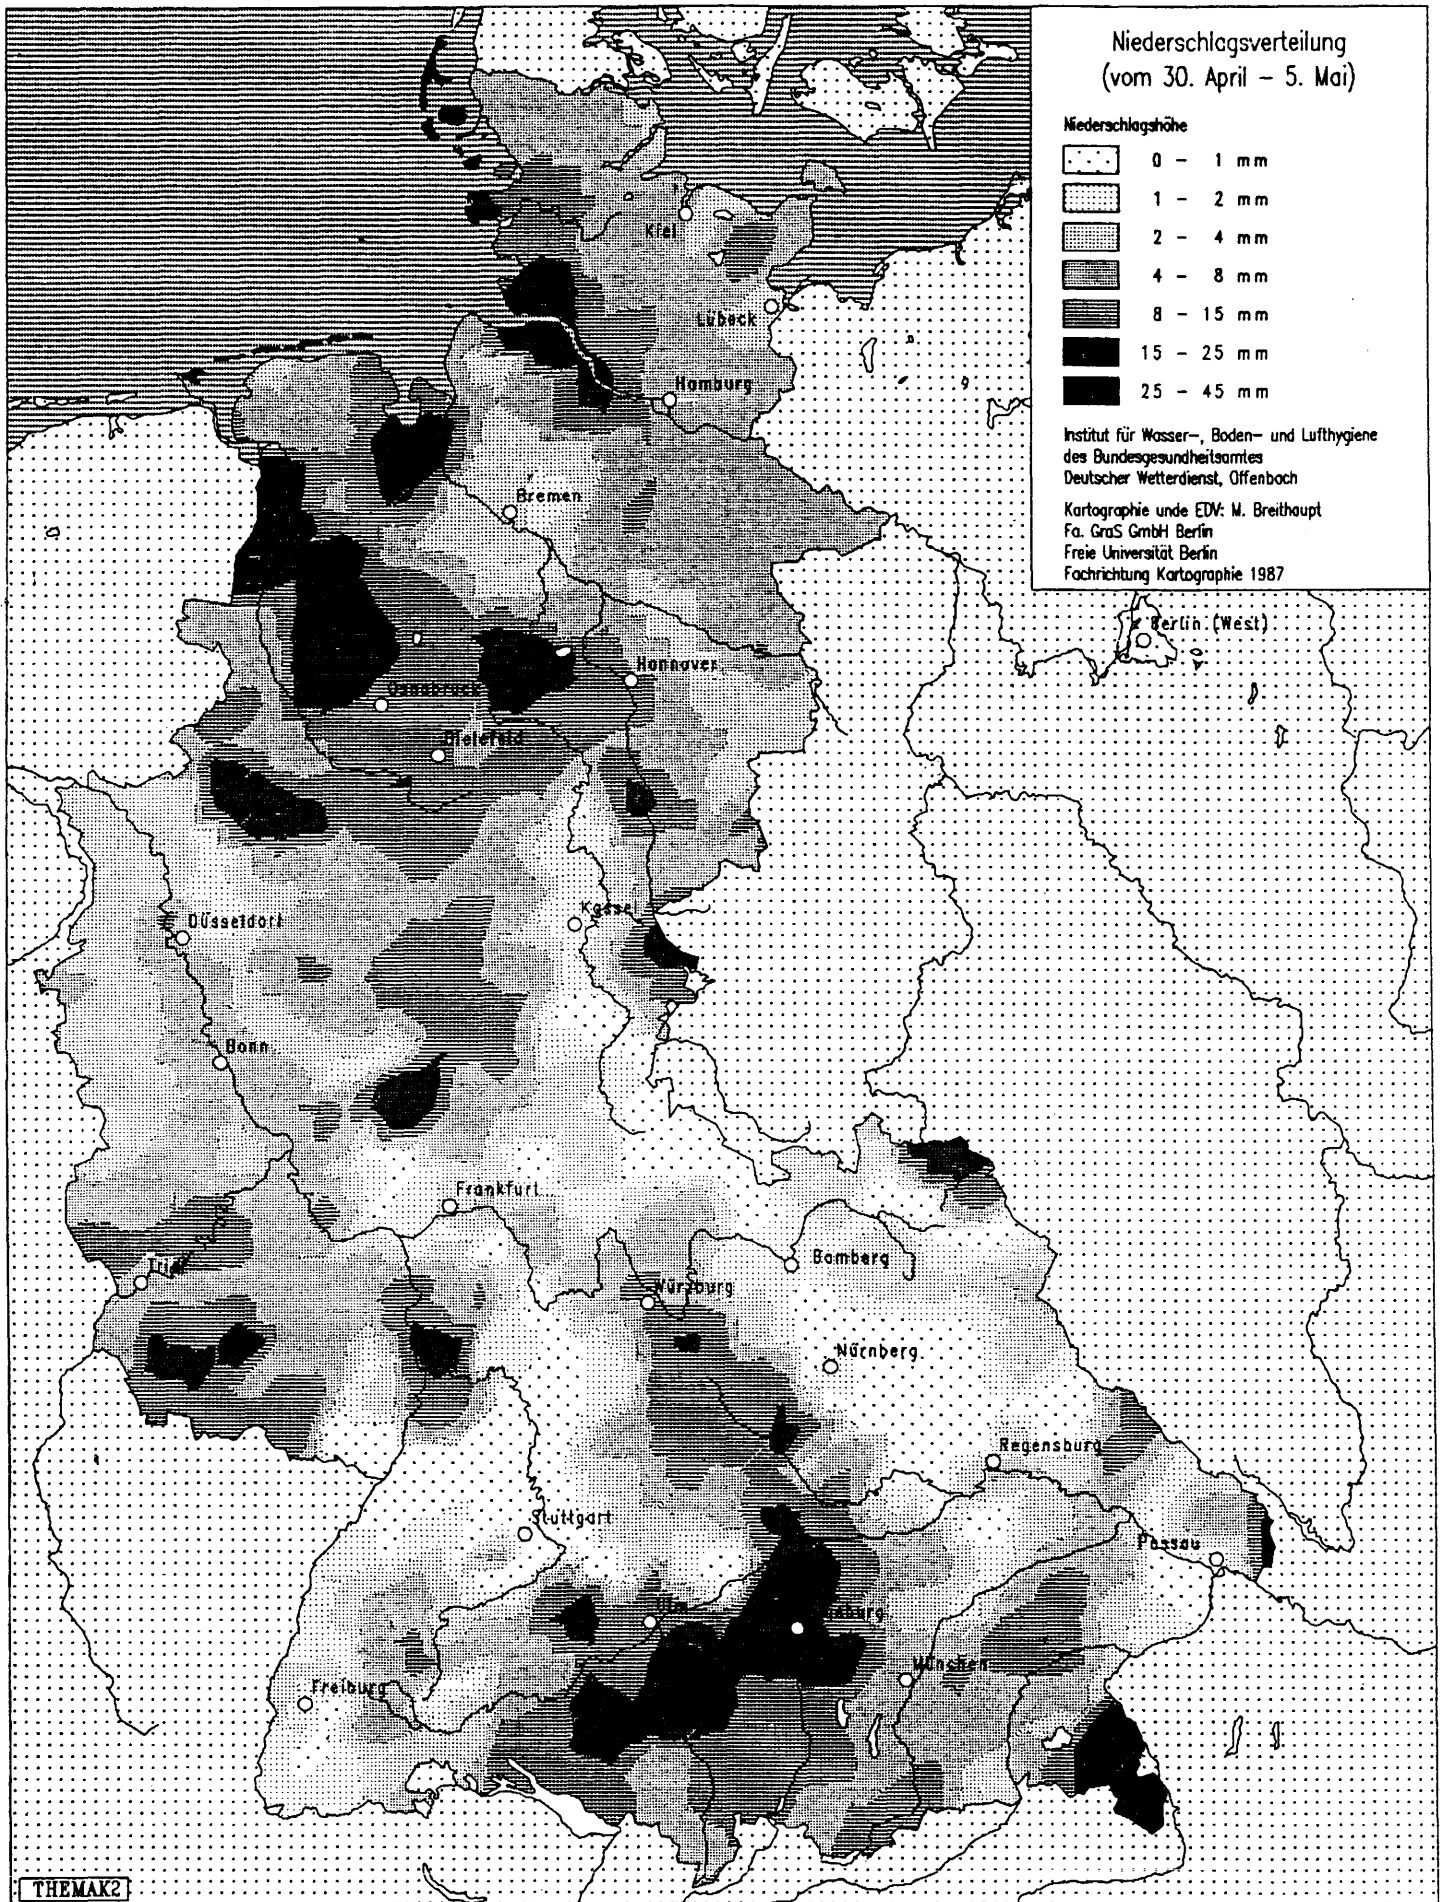 Niederschlagsverteilung
(vom 30. April – 5. Mai)
Niederschlagshöhe
0 – 1 mm
1 – 2 mm
2 – 4 mm
4 – 8 mm
8 – 15 mm
15 – 25 mm
25 – 45 mm
Institut für Wasser–, Boden– und Lufthygiene
des Bundesgesundheitsamtes
Deutscher Wetterdienst, Offenbach
Kartographie unde EDV: M. Breithaupt
Fa. GraS GmbH Berlin
Freie Universität Berlin
Fachrichtung Kartographie 1987
Kiel
Lübeck
Hamburg
Bremen
Berlin (West)
Hannover
Osnabrück
Bielefeld
Kassel
Düsseldorf
Bonn
Frankfurt
Bamberg
Trier
Würzburg
Nürnberg
Regensburg
Stuttgart
Passau
Ulm
München
Freiburg
THEMAK2